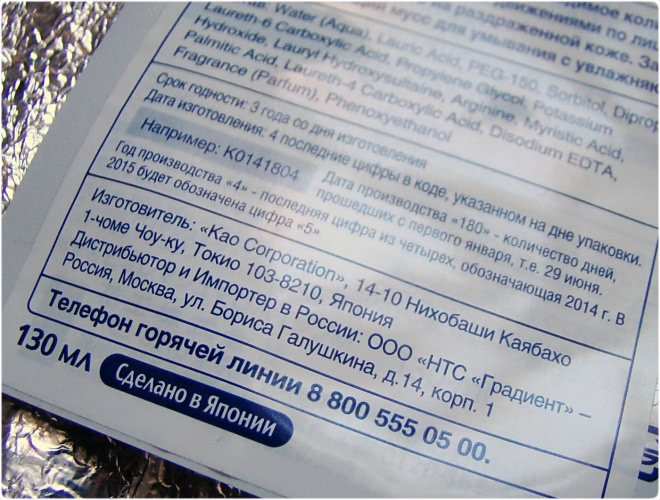 мусс для умывания с увлажняю
на раздраженной коже. За
Water (Aqua), Lauric Acid, PEG-150, Sorbitol, Diprop
Laureth-6 Carboxylic Acid, Propylene Glycol, Potassium
Hydroxide, Lauryl Hydroxysultaine, Arginine, Myristic Acid,
Palmitic Acid, Laureth-4 Carboxylic Acid, Disodium EDTA,
Fragrance (Parfum), Phenoxyethanol
Срок годности: 3 года со дня изготовления
Дата изготовления: 4 последние цифры в коде, указанном на дне упаковки.
Например: K0141804
Дата производства «180» - количество дней,
прошедших с первого января, т.е. 29 июня.
Год производства «4» - последняя цифра из четырех, обозначающая 2014 г. В
2015 будет обозначена цифра «5»
Изготовитель: «Kao Corporation», 14-10 Нихобаши Каябахо
1-чоме Чоу-ку, Токио 103-8210, Япония
Дистрибьютор и Импортер в России: ООО «НТС «Градиент» –
Россия, Москва, ул. Бориса Галушкина, д.14, корп. 1
Телефон горячей линии 8 800 555 05 00.
130 мл
Сделано в Японии